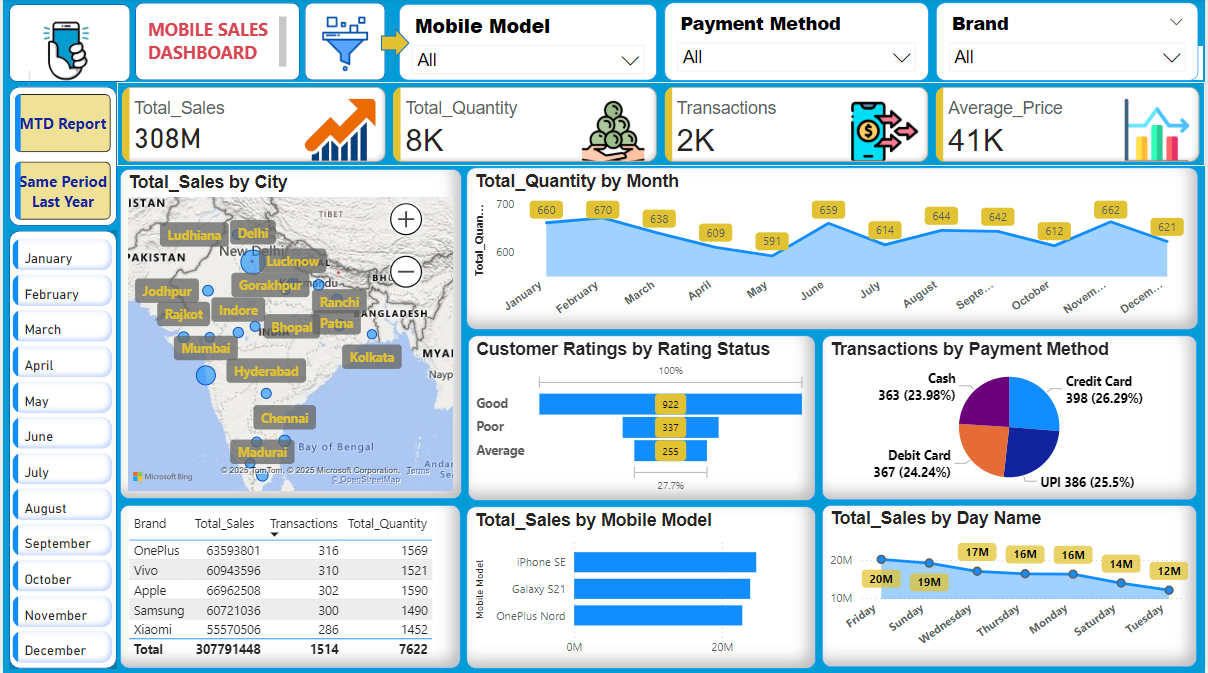 MOBILE SALES
DASHBOARD
Mobile Model
All
Payment Method
All
Brand
All
MTD Report
Same Period
Last Year
Total_Sales
308M
Total_Quantity
8K
Transactions
2K
Average_Price
41K
January
February
March
April
May
June
July
August
September
October
November
December
Total_Sales by City
ISTAN
TIBET
Ludhiana
Delhi
New Delhi
PAKISTAN
Lucknow
BHU
Gorakhpur
mandu
Jodhpur
Ranchi
Rajkot
Indore
BANGLADESH
INDIA
Bhopal
Patna
Mumbai
Kolkata
MYAN
Hyderabad
Nayp
Chennai
Bay of Bengal
Madurai
Andar
Se
© 2025 TomTom, © 2025 Microsoft Corporation, Terms
© OpenStreetMap
Microsoft Bing
Total_Quantity by Month
Total_Quan...
700
600
660
670
638
609
591
659
614
644
642
612
662
621
January
February
March
April
May
June
July
August
Septe...
October
Novem...
Decem...
Customer Ratings by Rating Status
100%
Good
922
Poor
337
Average
255
27.7%
Transactions by Payment Method
Cash
363 (23.98%)
Credit Card
398 (26.29%)
Debit Card
367 (24.24%)
UPI 386 (25.5%)
Brand Total_Sales Transactions Total_Quantity
OnePlus 63593801 316 1569
Vivo 60943596 310 1521
Apple 66962508 302 1590
Samsung 60721036 300 1490
Xiaomi 55570506 286 1452
Total 307791448 1514 7622
Total_Sales by Mobile Model
Mobile Model
iPhone SE
Galaxy S21
OnePlus Nord
0M
20M
Total_Sales by Day Name
20M
10M
20M
19M
17M
16M
16M
14M
12M
Friday
Sunday
Wednesday
Thursday
Monday
Saturday
Tuesday